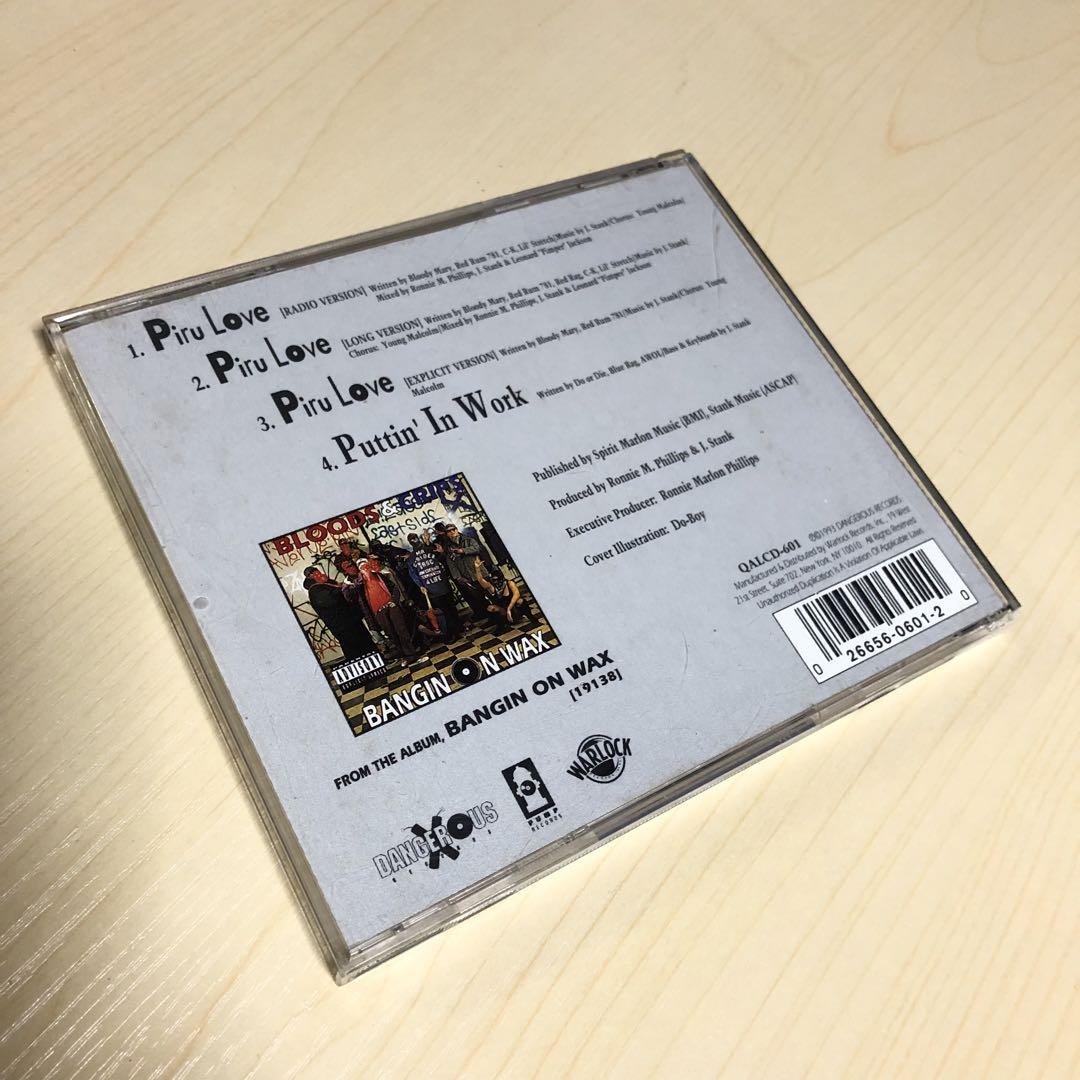 1. Piru Love [RADIO VERSION] Written by Bloody Mary, Red Rum 781, C-K, Lil' Stretch/Music by J. Stank/Chorus: Young Malcolm/
Mixed by Ronnie M. Phillips, J. Stank & Leonard "Fimper" Jackson
2. Piru Love [LONG VERSION] Written by Bloody Mary, Red Rum 781, Red Rag, C-K, Lil' Stretch/Music by J. Stank/
Chorus: Young Malcolm/Mixed by Ronnie M. Phillips, J. Stank & Leonard "Fimper" Jackson
3. Piru Love [EXPLICIT VERSION] Written by Bloody Mary, Red Rum 781/Music by J. Stank/Chorus: Young
Malcolm
4. Puttin' In Work Written by Do or Die, Blue Rag, AWOL/Bass & Keyboards by J. Stank
Published by Spirit Marlon Music [BMI], Stank Music [ASCAP]
Produced by Ronnie M. Phillips & J. Stank
Executive Producer: Ronnie Marlon Phillips
Cover Illustration: Do-Boy
BLOODS & CRIPS
BANGIN ON WAX
FROM THE ALBUM, BANGIN ON WAX
[19138]
DANGEROUS
RECORDS
PUMP
RECORDS
WARLOCK
QALCD-601
℗©1993 DANGEROUS RECORDS
Manufactured & Distributed by Warlock Records, Inc., 19 West
21st Street, Suite 702, New York, NY 10010. All Rights Reserved
Unauthorized Duplication Is A Violation Of Applicable Laws.
0 26656-0601-2 0